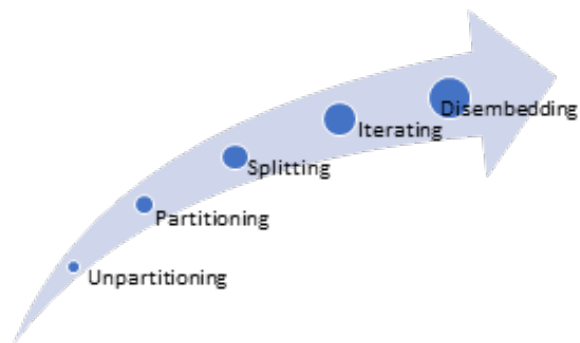 Disembedding
Iterating
Splitting
Partitioning
Unpartitioning